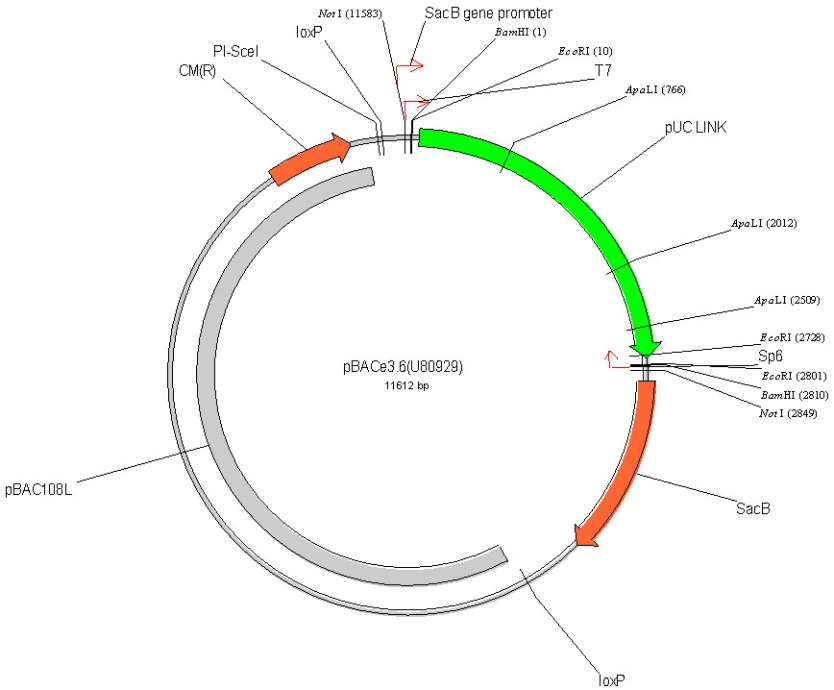 NotI (11583)
SacB gene promoter
loxP
BamHI (1)
PI-SceI
EcoRI (10)
CM(R)
T7
ApaLI (766)
pUC LINK
ApaLI (2012)
ApaLI (2509)
EcoRI (2728)
Sp6
EcoRI (2801)
BamHI (2810)
NotI (2849)
pBACe3.6(U80929)
11612 bp
pBAC108L
SacB
loxP